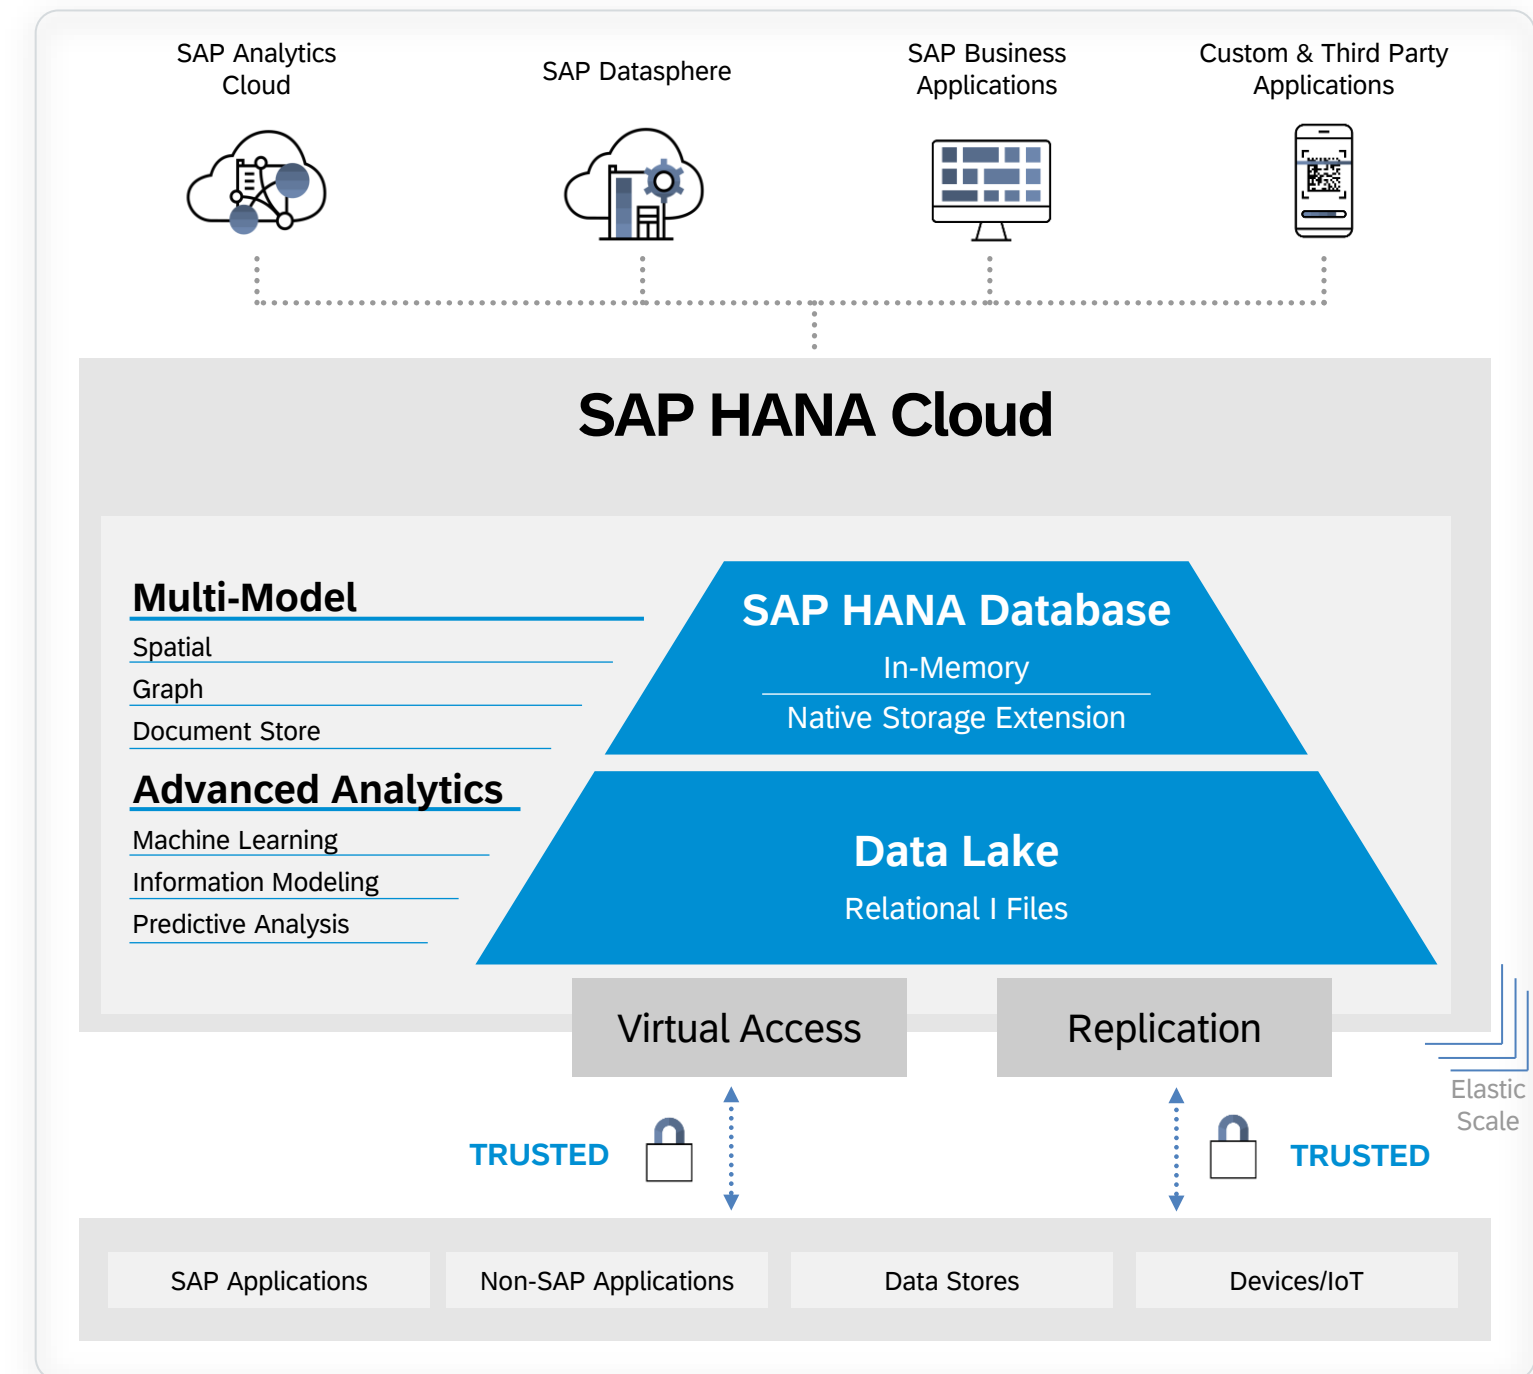 SAP Analytics
Cloud
SAP Datasphere
SAP Business
Applications
Custom & Third Party
Applications
SAP HANA Cloud
Multi-Model
Spatial
Graph
Document Store
Advanced Analytics
Machine Learning
Information Modeling
Predictive Analysis
SAP HANA Database
In-Memory
Native Storage Extension
Data Lake
Relational I Files
Virtual Access
Replication
Elastic
Scale
TRUSTED
TRUSTED
SAP Applications
Non-SAP Applications
Data Stores
Devices/IoT